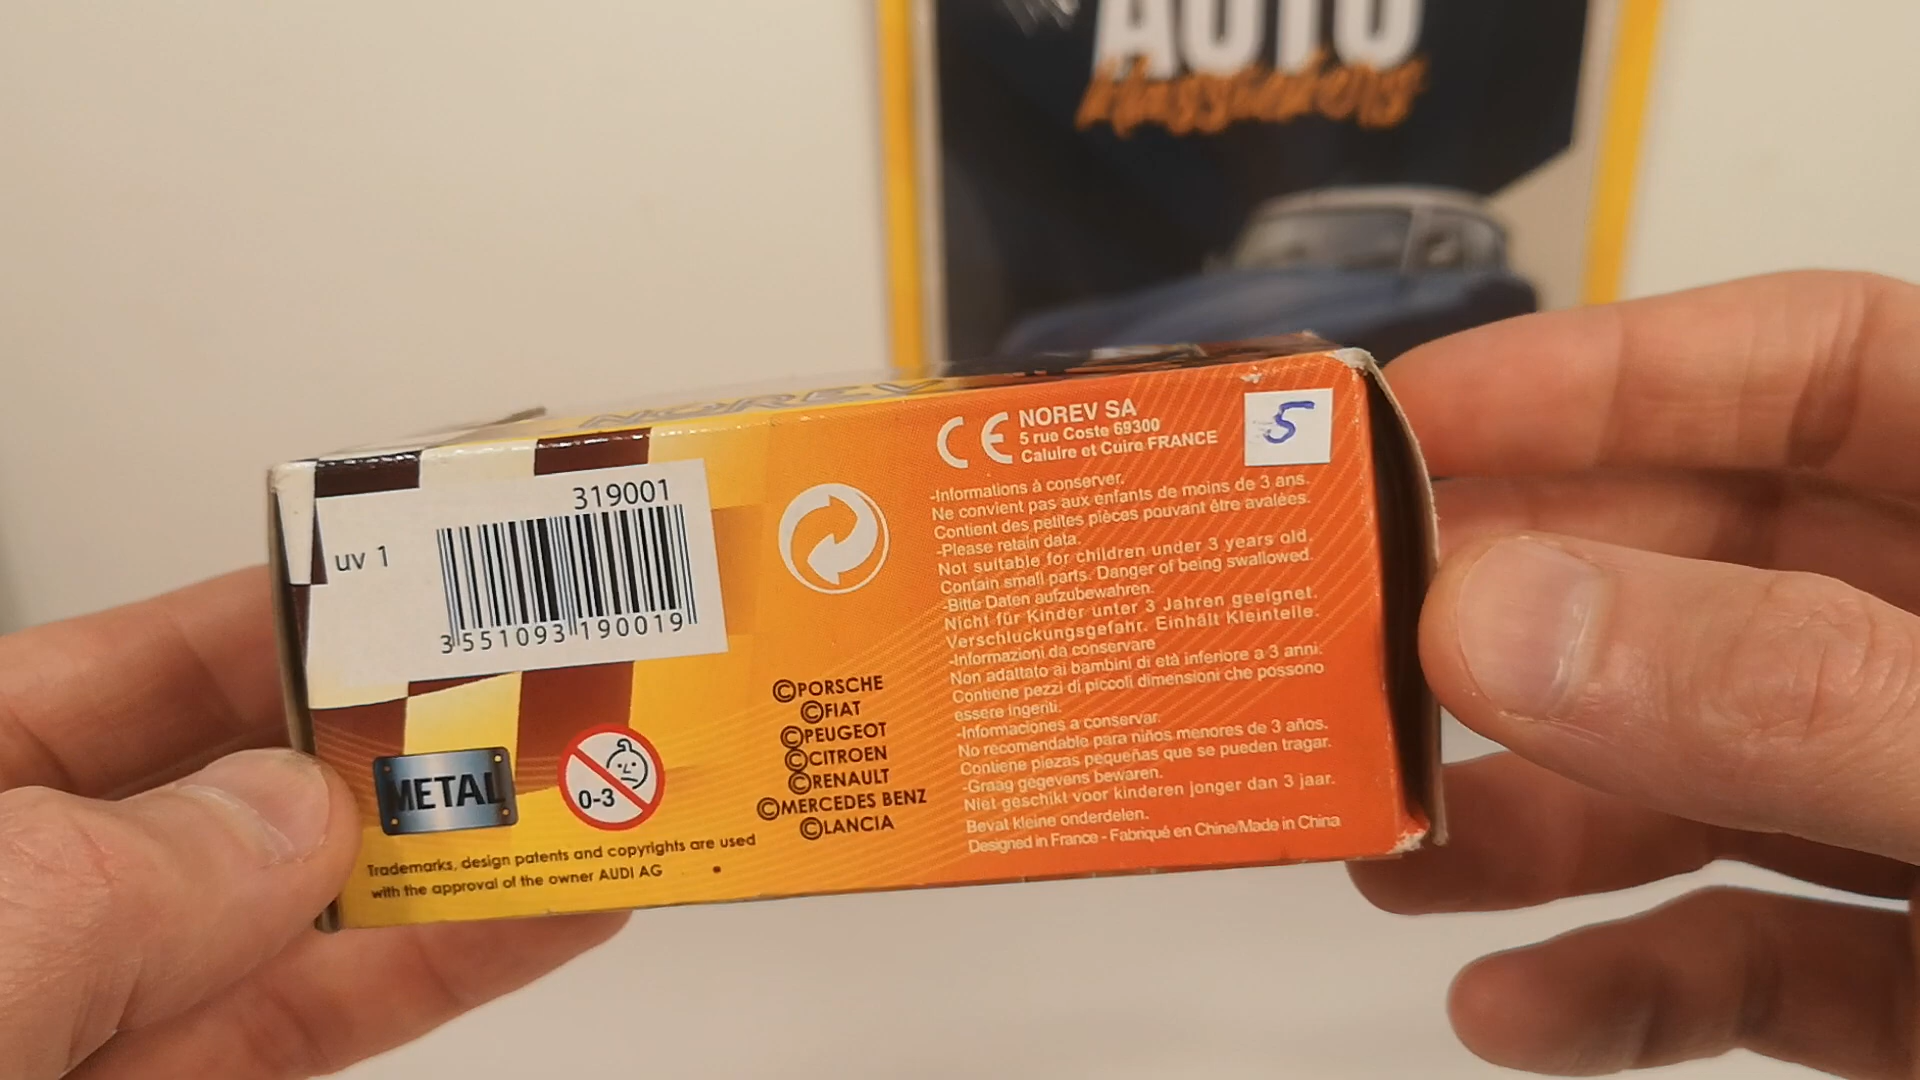 AUTO
klassiekers
NOREV
319001
uv 1
3 551093 190019
METAL
0-3
Trademarks, design patents and copyrights are used
with the approval of the owner AUDI AG
©PORSCHE
©FIAT
©PEUGEOT
©CITROEN
©RENAULT
©MERCEDES BENZ
©LANCIA
CE
NOREV SA
5 rue Coste 69300
Caluire et Cuire FRANCE
5
-Informations à conserver.
Ne convient pas aux enfants de moins de 3 ans.
Contient des petites pièces pouvant être avalées.
-Please retain data.
Not suitable for children under 3 years old.
Contain small parts. Danger of being swallowed.
-Bitte Daten aufzubewahren.
Nicht für Kinder unter 3 Jahren geeignet.
Verschluckungsgefahr. Einhält Kleinteile.
-Informazioni da conservare
Non adattato ai bambini di età inferiore a 3 anni.
Contiene pezzi di piccoli dimensioni che possono
essere ingeriti.
-Informaciones a conservar.
No recomendable para niños menores de 3 años.
Contiene piezas pequeñas que se pueden tragar.
-Graag gegevens bewaren.
Niet geschikt voor kinderen jonger dan 3 jaar.
Bevat kleine onderdelen.
Designed in France - Fabriqué en Chine/Made in China